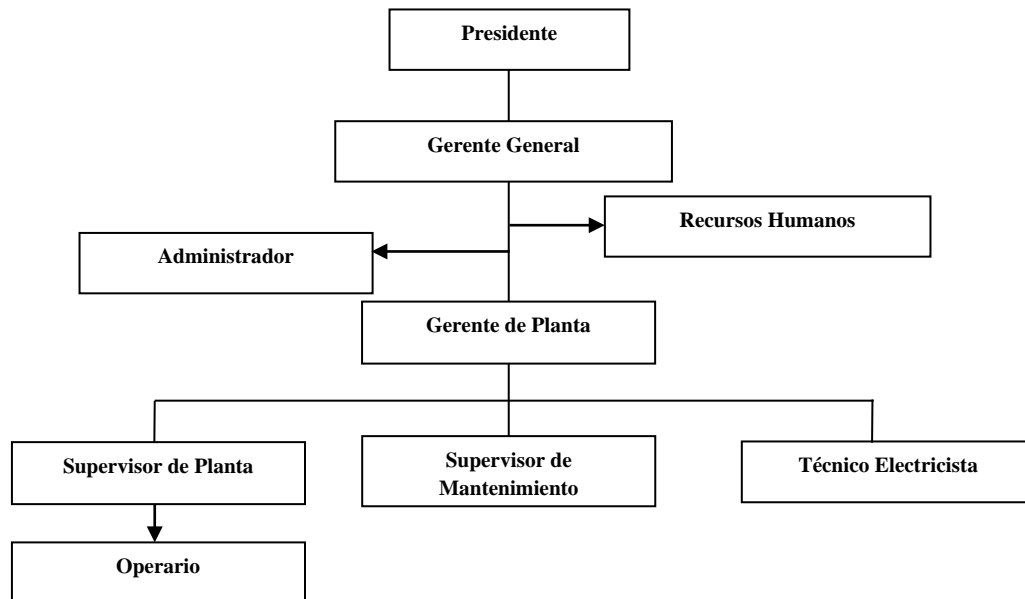 Presidente
Gerente General
Recursos Humanos
Administrador
Gerente de Planta
Supervisor de Planta
Supervisor de
Mantenimiento
Técnico Electricista
Operario